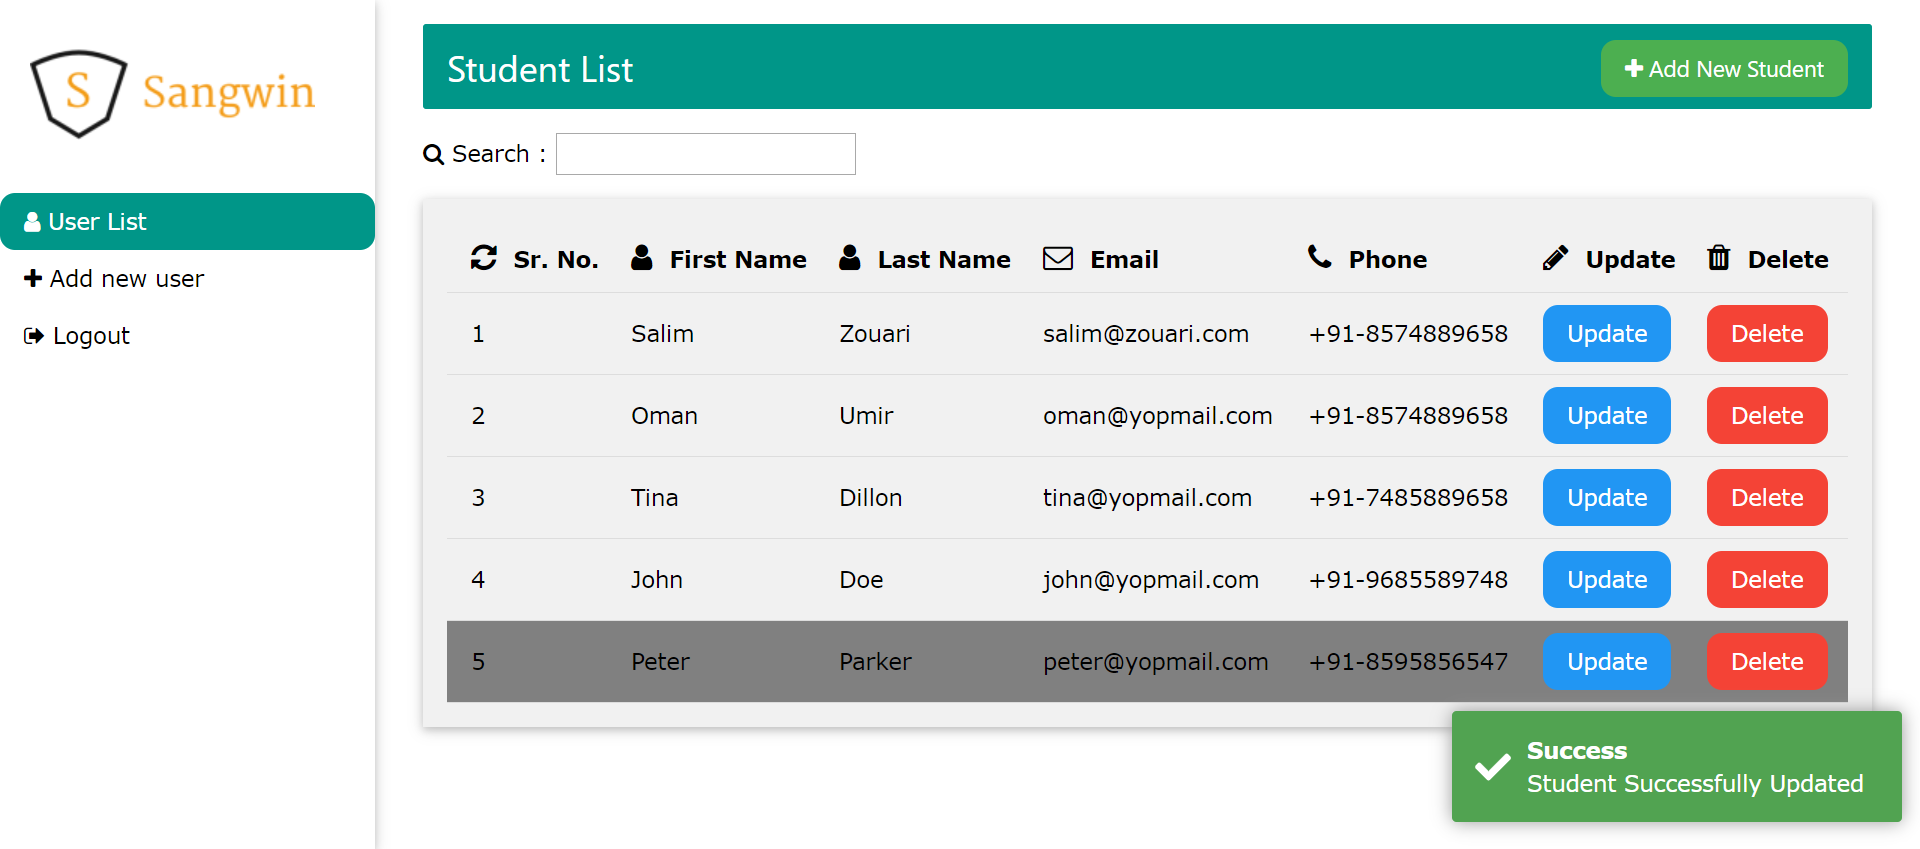 S Sangwin
User List
Add new user
Logout
Student List
Add New Student
Search :
Sr. No. First Name Last Name Email Phone Update Delete
1 Salim Zouari salim@zouari.com +91-8574889658 Update Delete
2 Oman Umir oman@yopmail.com +91-8574889658 Update Delete
3 Tina Dillon tina@yopmail.com +91-7485889658 Update Delete
4 John Doe john@yopmail.com +91-9685589748 Update Delete
5 Peter Parker peter@yopmail.com +91-8595856547 Update Delete
Success
Student Successfully Updated